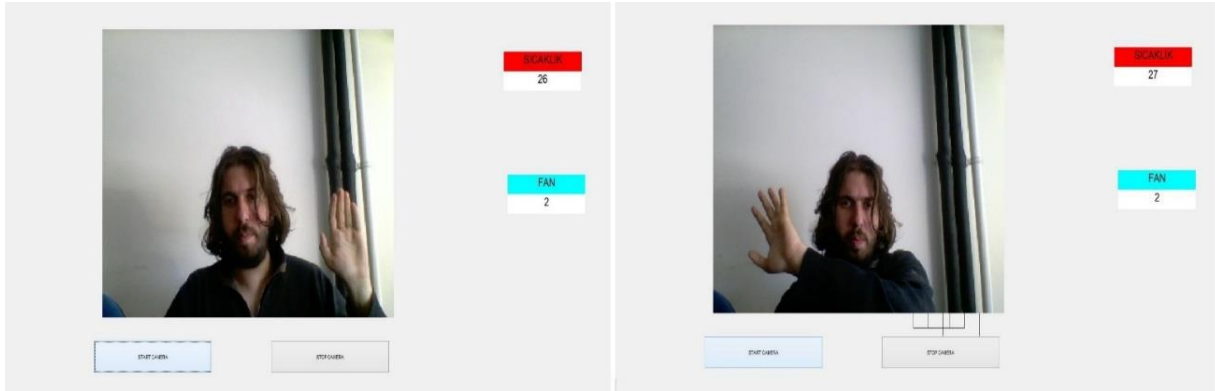 SICAKLIK
26
FAN
2
START CAMERA
STOP CAMERA
SICAKLIK
27
FAN
2
START CAMERA
STOP CAMERA